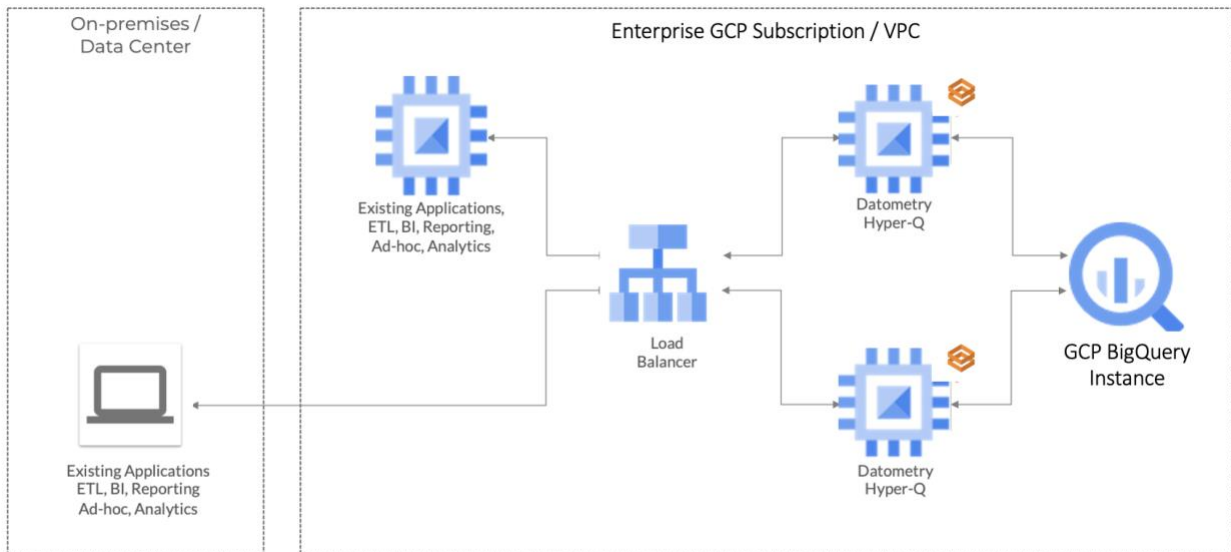 On-premises /
Data Center
Enterprise GCP Subscription / VPC
Existing Applications,
ETL, BI, Reporting,
Ad-hoc, Analytics
Datometry
Hyper-Q
Load
Balancer
GCP BigQuery
Instance
Existing Applications
ETL, BI, Reporting
Ad-hoc, Analytics
Datometry
Hyper-Q